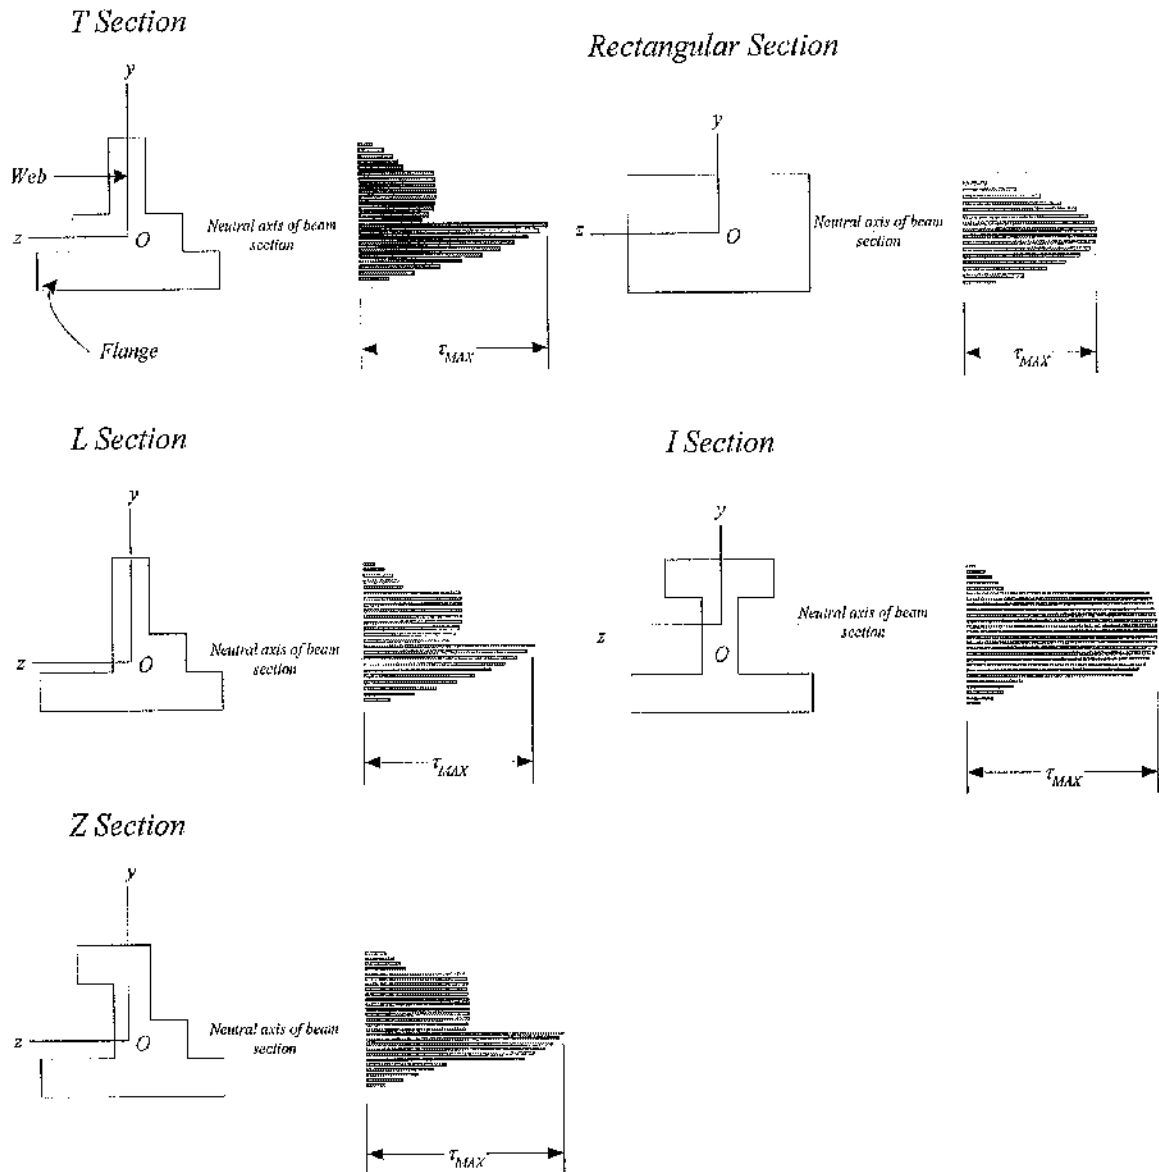 T Section
y
Web
z
O
Neutral axis of beam
section
Flange
τMAX
Rectangular Section
y
z
O
Neutral axis of beam
section
τMAX
L Section
y
z
O
Neutral axis of beam
section
τMAX
I Section
y
z
O
Neutral axis of beam
section
τMAX
Z Section
y
z
O
Neutral axis of beam
section
τMAX